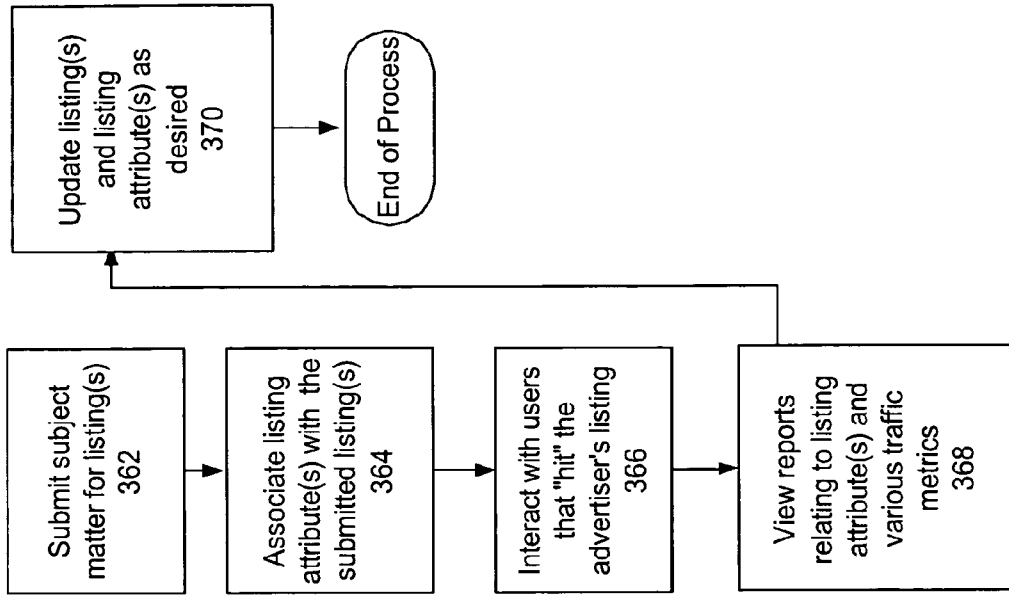 Submit subject
matter for listing(s)
362
Associate listing
attribute(s) with the
submitted listing(s)
364
Interact with users
that "hit" the
advertiser's listing
366
View reports
relating to listing
attribute(s) and
various traffic
metrics
368
Update listing(s)
and listing
attribute(s) as
desired
370
End of Process